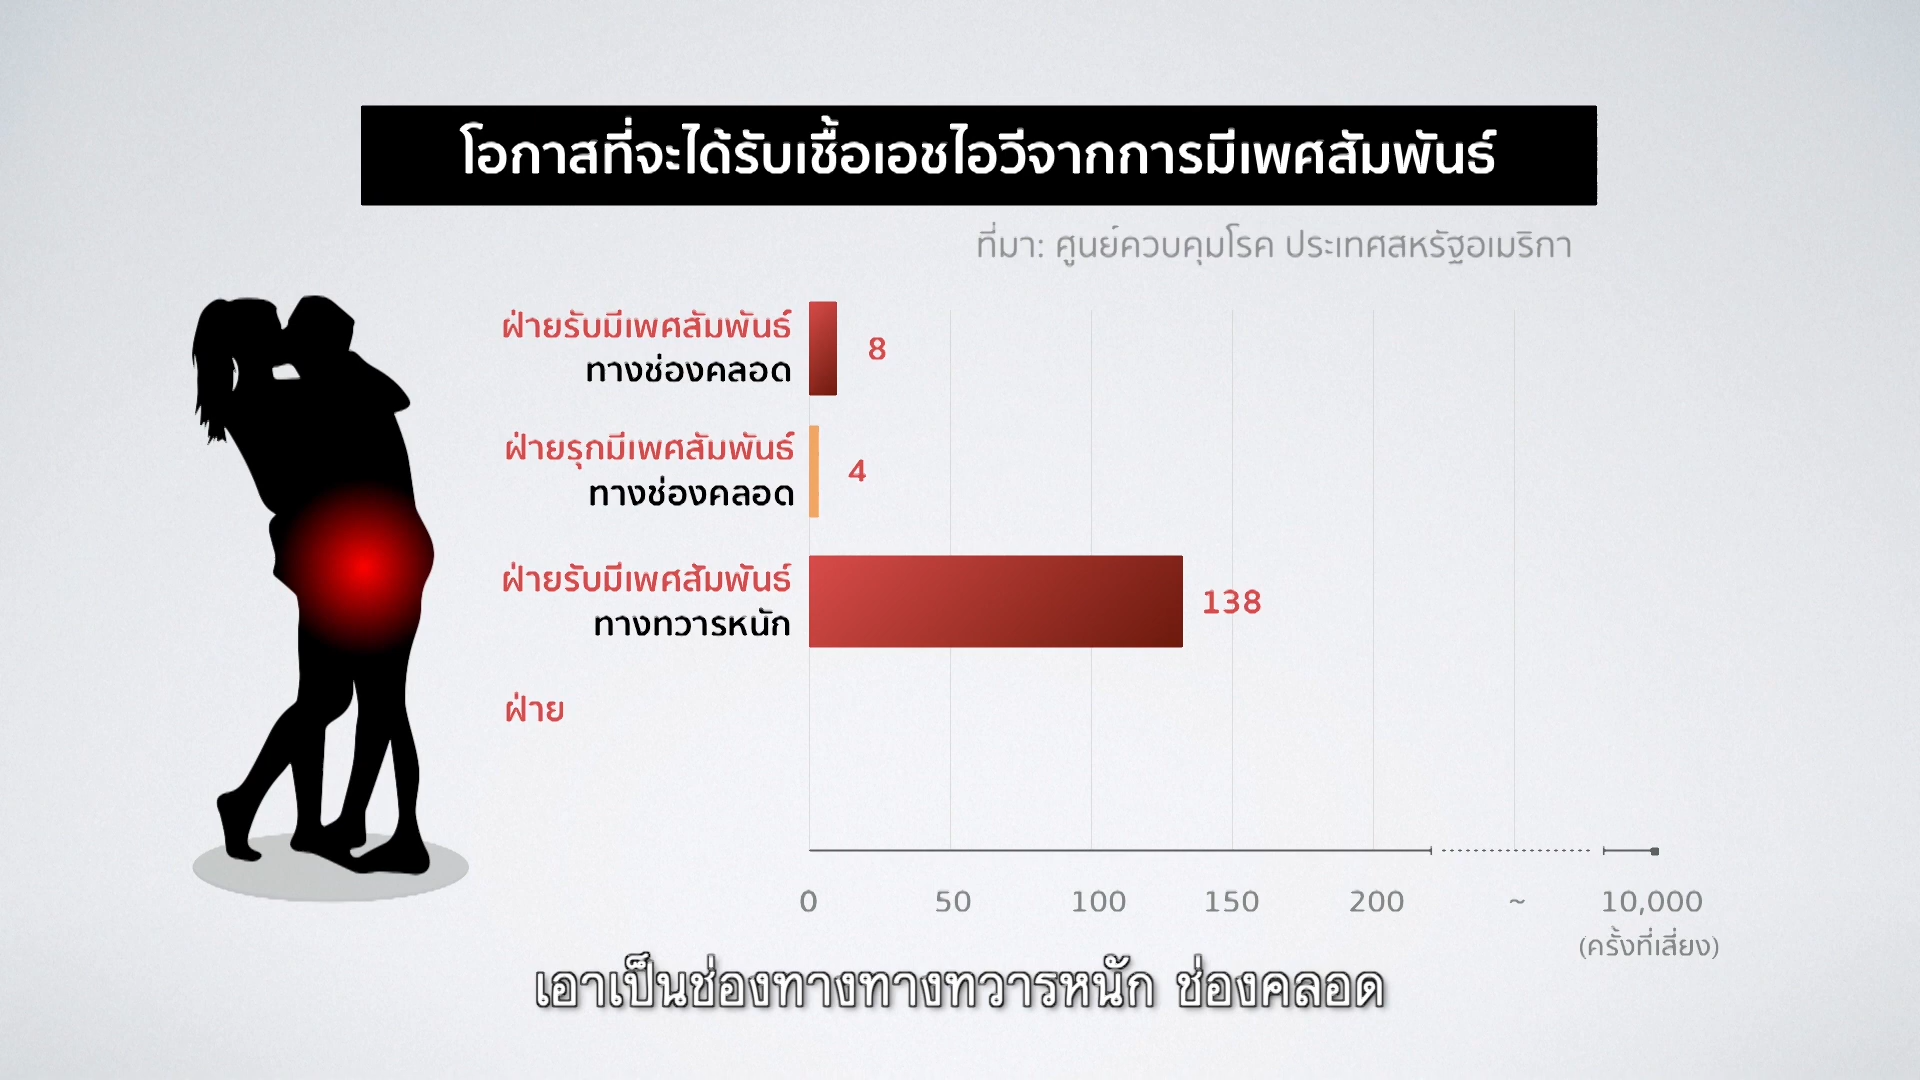 โอกาสที่จะได้รับเชื้อเอชไอวีจากการมีเพศสัมพันธ์
ที่มา: ศูนย์ควบคุมโรค ประเทศสหรัฐอเมริกา
ฝ่ายรับมีเพศสัมพันธ์
ทางช่องคลอด
8
ฝ่ายรุกมีเพศสัมพันธ์
ทางช่องคลอด
4
ฝ่ายรับมีเพศสัมพันธ์
ทางทวารหนัก
138
ฝ่าย
0 50 100 150 200 ~ 10,000
(ครั้งที่เสี่ยง)
เอาเป็นช่องทางทางทวารหนัก ช่องคลอด